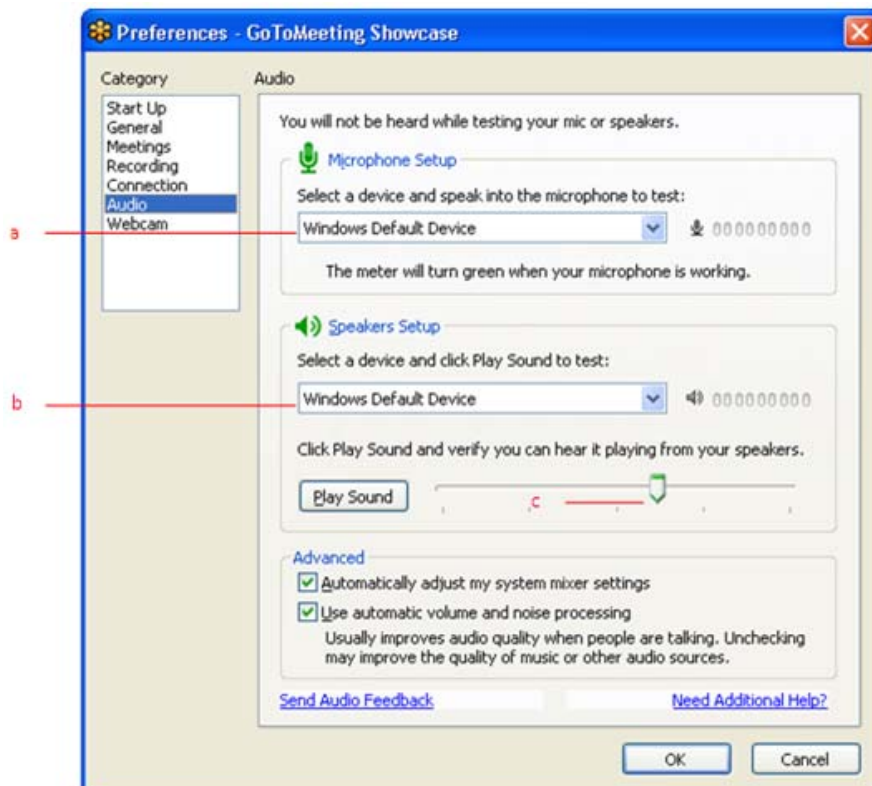 Preferences - GoToMeeting Showcase
Category
Audio
Start Up
General
Meetings
Recording
Connection
Audio
Webcam
a
b
You will not be heard while testing your mic or speakers.
Microphone Setup
Select a device and speak into the microphone to test:
Windows Default Device
The meter will turn green when your microphone is working.
Speakers Setup
Select a device and click Play Sound to test:
Windows Default Device
Click Play Sound and verify you can hear it playing from your speakers.
Play Sound
c
Advanced
Automatically adjust my system mixer settings
Use automatic volume and noise processing
Usually improves audio quality when people are talking. Unchecking
may improve the quality of music or other audio sources.
Send Audio Feedback
Need Additional Help?
OK
Cancel